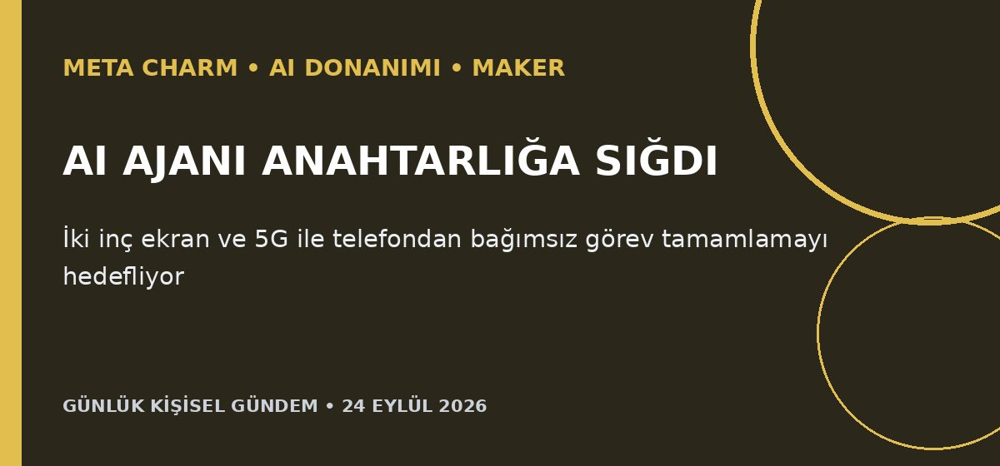 META CHARM • AI DONANIMI • MAKER
AI AJANI ANAHTARLIĞA SIĞDI
İki inç ekran ve 5G ile telefondan bağımsız görev tamamlamayı
hedefliyor
GÜNLÜK KİŞİSEL GÜNDEM • 24 EYLÜL 2026